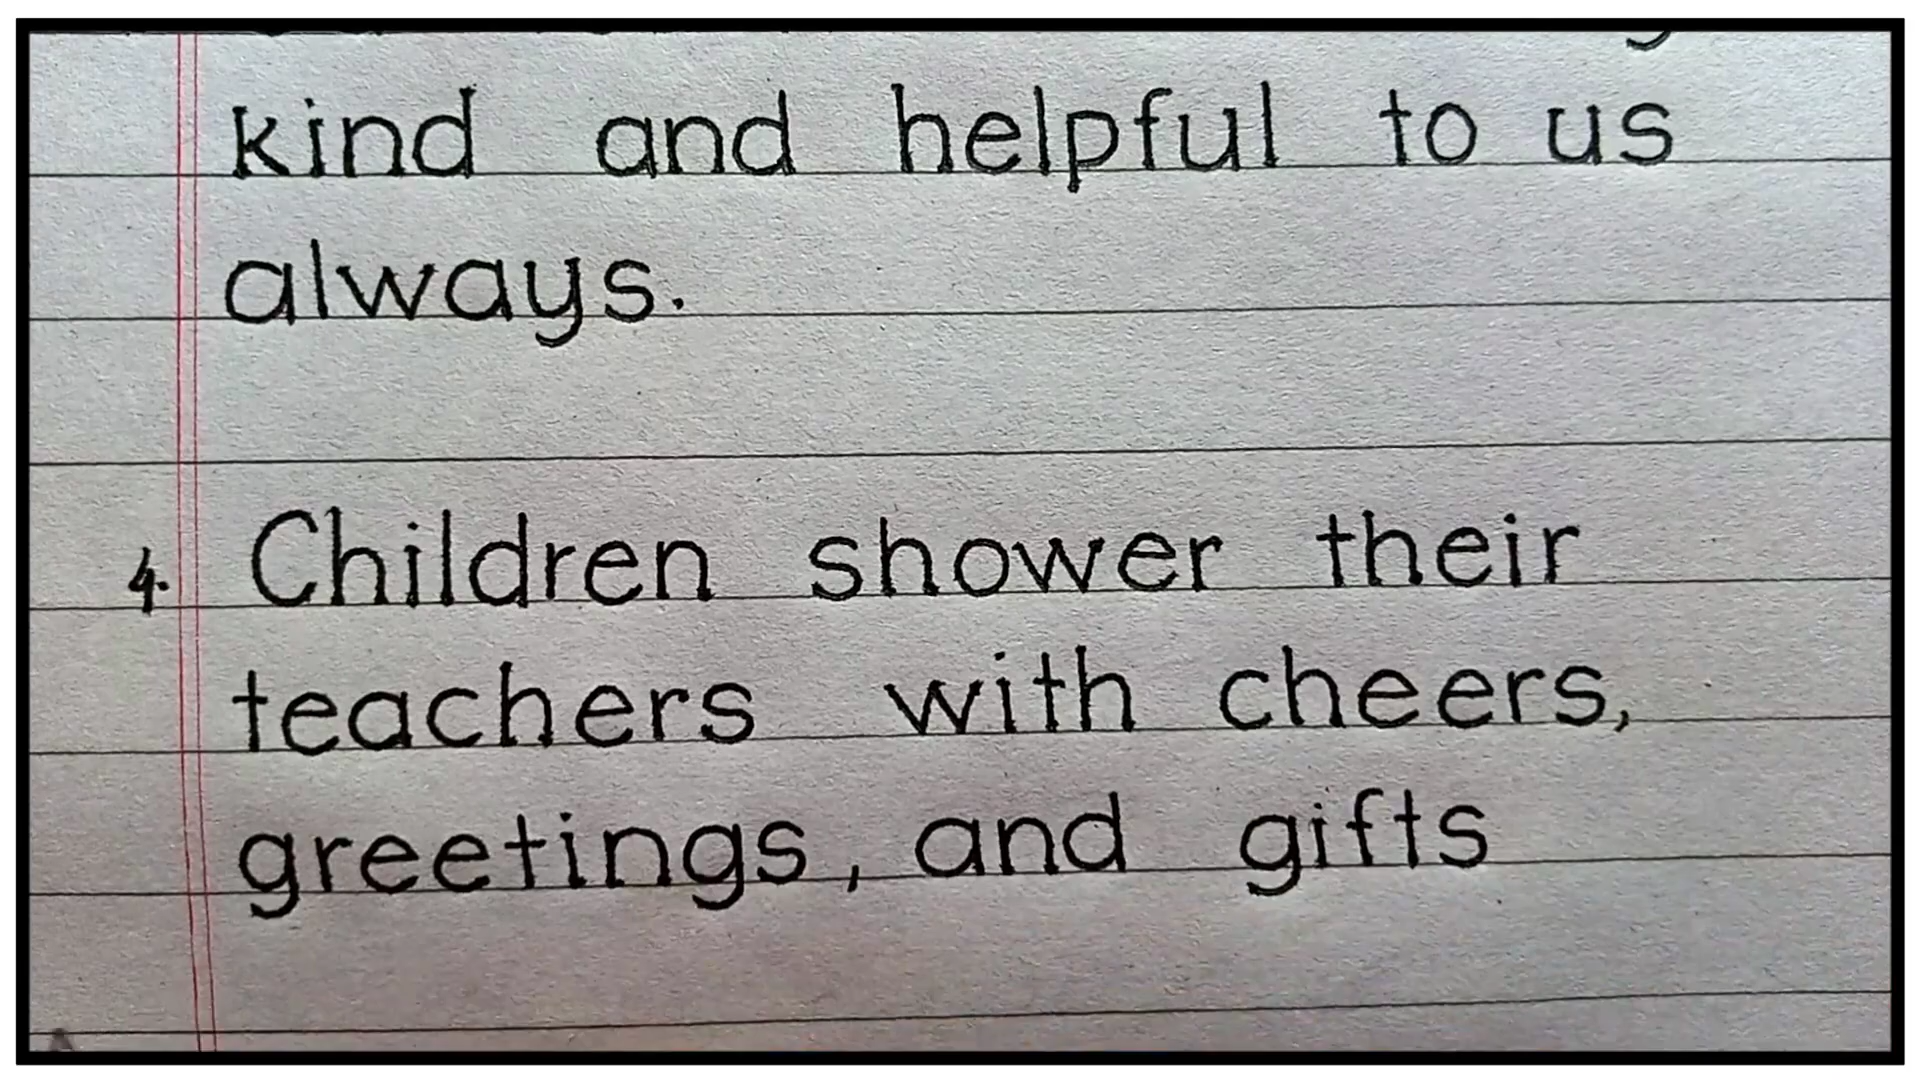 kind and helpful to us
always.
4. Children shower their
teachers with cheers,
greetings, and gifts